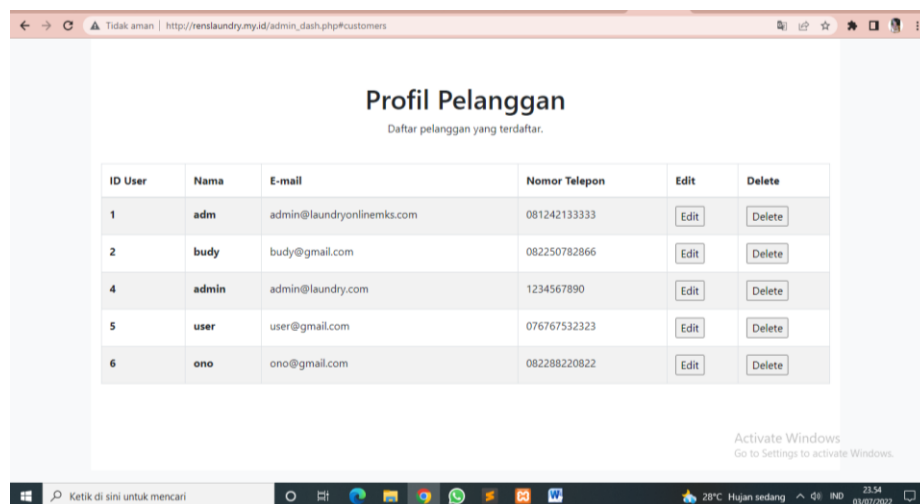 Tidak aman | http://renslaundry.my.id/admin_dash.php#customers
Profil Pelanggan
Daftar pelanggan yang terdaftar.
ID User Nama E-mail Nomor Telepon Edit Delete
1 adm admin@laundryonlinemks.com 081242133333 Edit Delete
2 budy budy@gmail.com 082250782866 Edit Delete
4 admin admin@laundry.com 1234567890 Edit Delete
5 user user@gmail.com 076767532323 Edit Delete
6 ono ono@gmail.com 082288220822 Edit Delete
Activate Windows
Go to Settings to activate Windows.
Ketik di sini untuk mencari 28°C Hujan sedang IND 23.54
03/07/2022